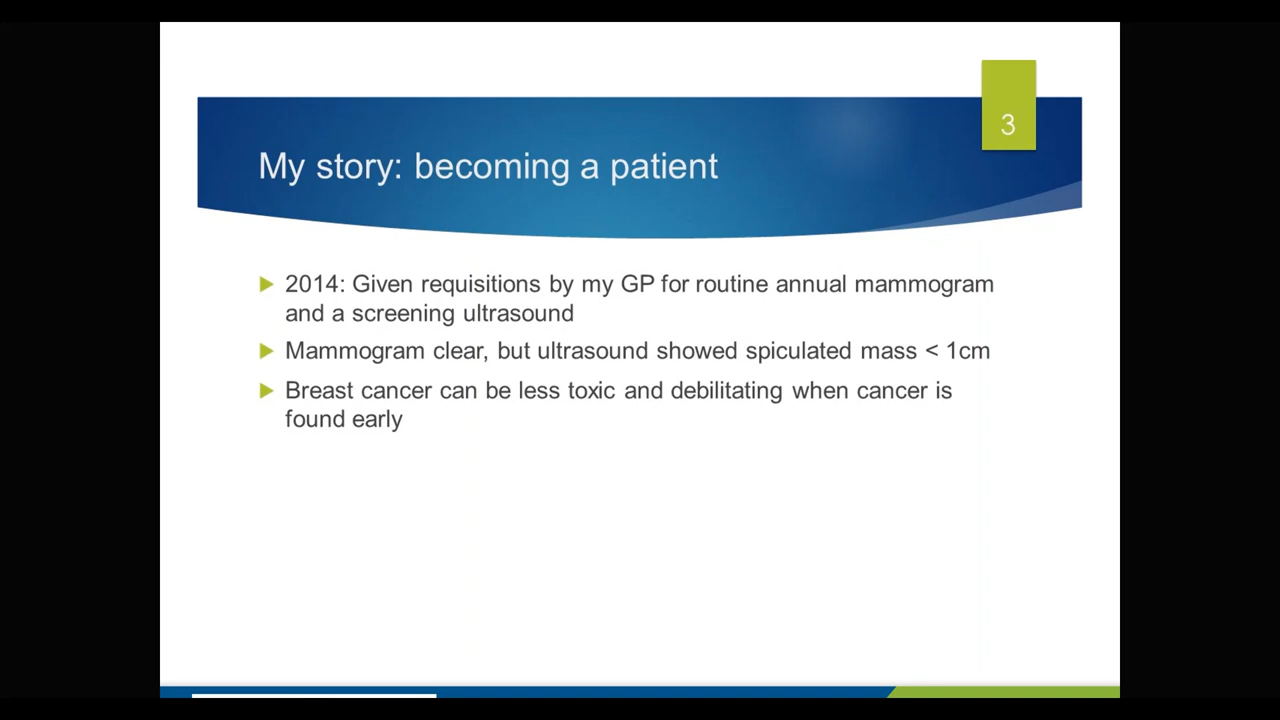 3
My story: becoming a patient
2014: Given requisitions by my GP for routine annual mammogram
and a screening ultrasound
Mammogram clear, but ultrasound showed spiculated mass < 1cm
Breast cancer can be less toxic and debilitating when cancer is
found early